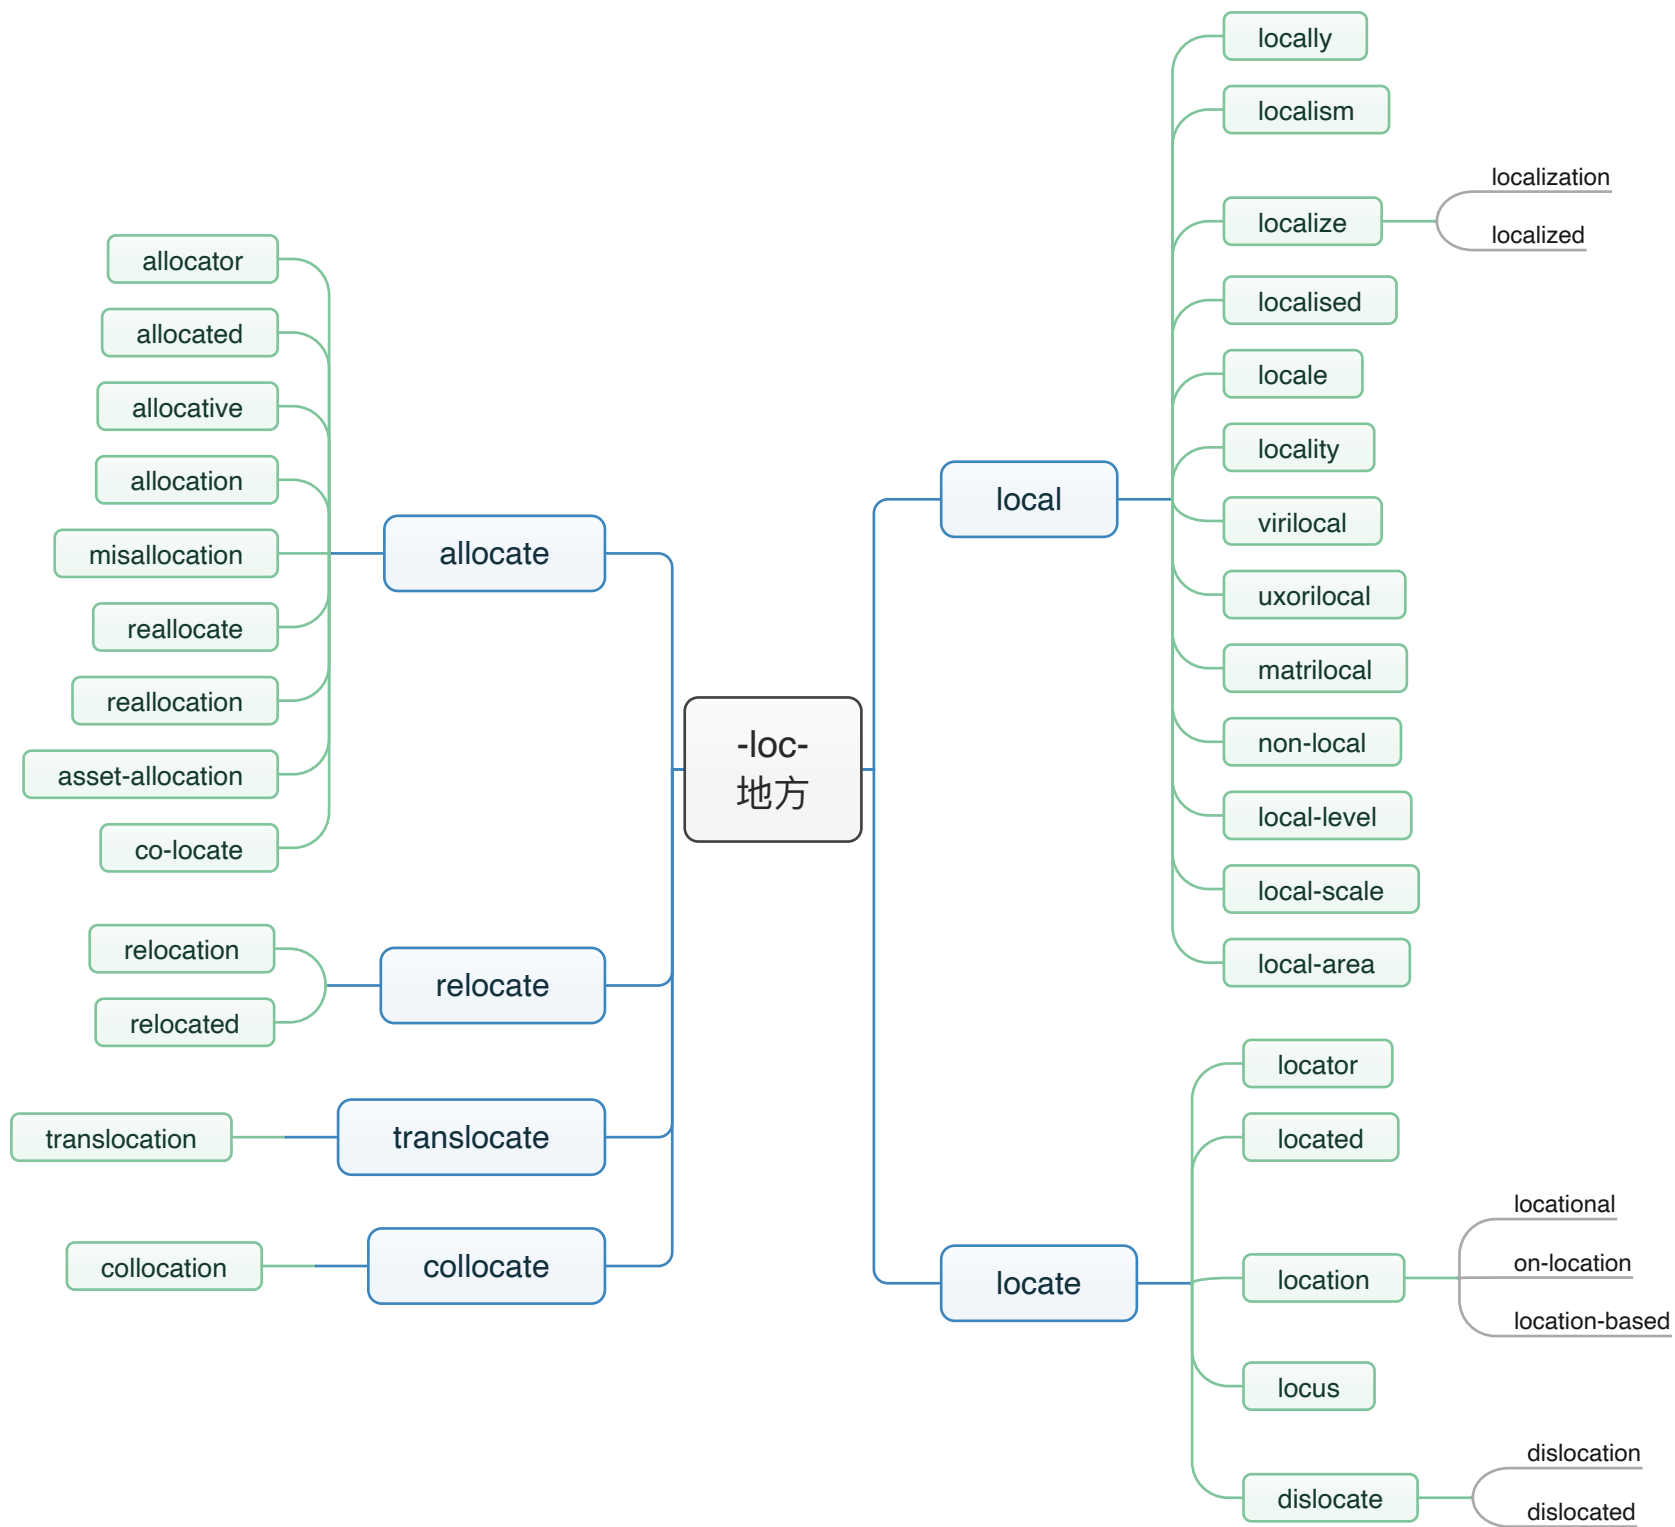 -loc-
地方
local
locally
localism
localize
localization
localized
localised
locale
locality
virilocal
uxorilocal
matrilocal
non-local
local-level
local-scale
local-area
locate
locator
located
location
locational
on-location
location-based
locus
dislocate
dislocation
dislocated
allocate
allocator
allocated
allocative
allocation
misallocation
reallocate
reallocation
asset-allocation
co-locate
relocate
relocation
relocated
translocate
translocation
collocate
collocation